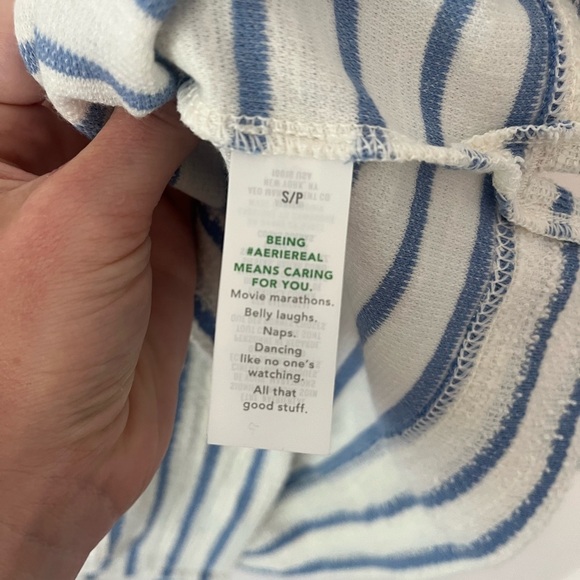 S/P
BEING
#AERIEREAL
MEANS CARING
FOR YOU.
Movie marathons.
Belly laughs.
Naps.
Dancing
like no one's
watching.
All that
good stuff.